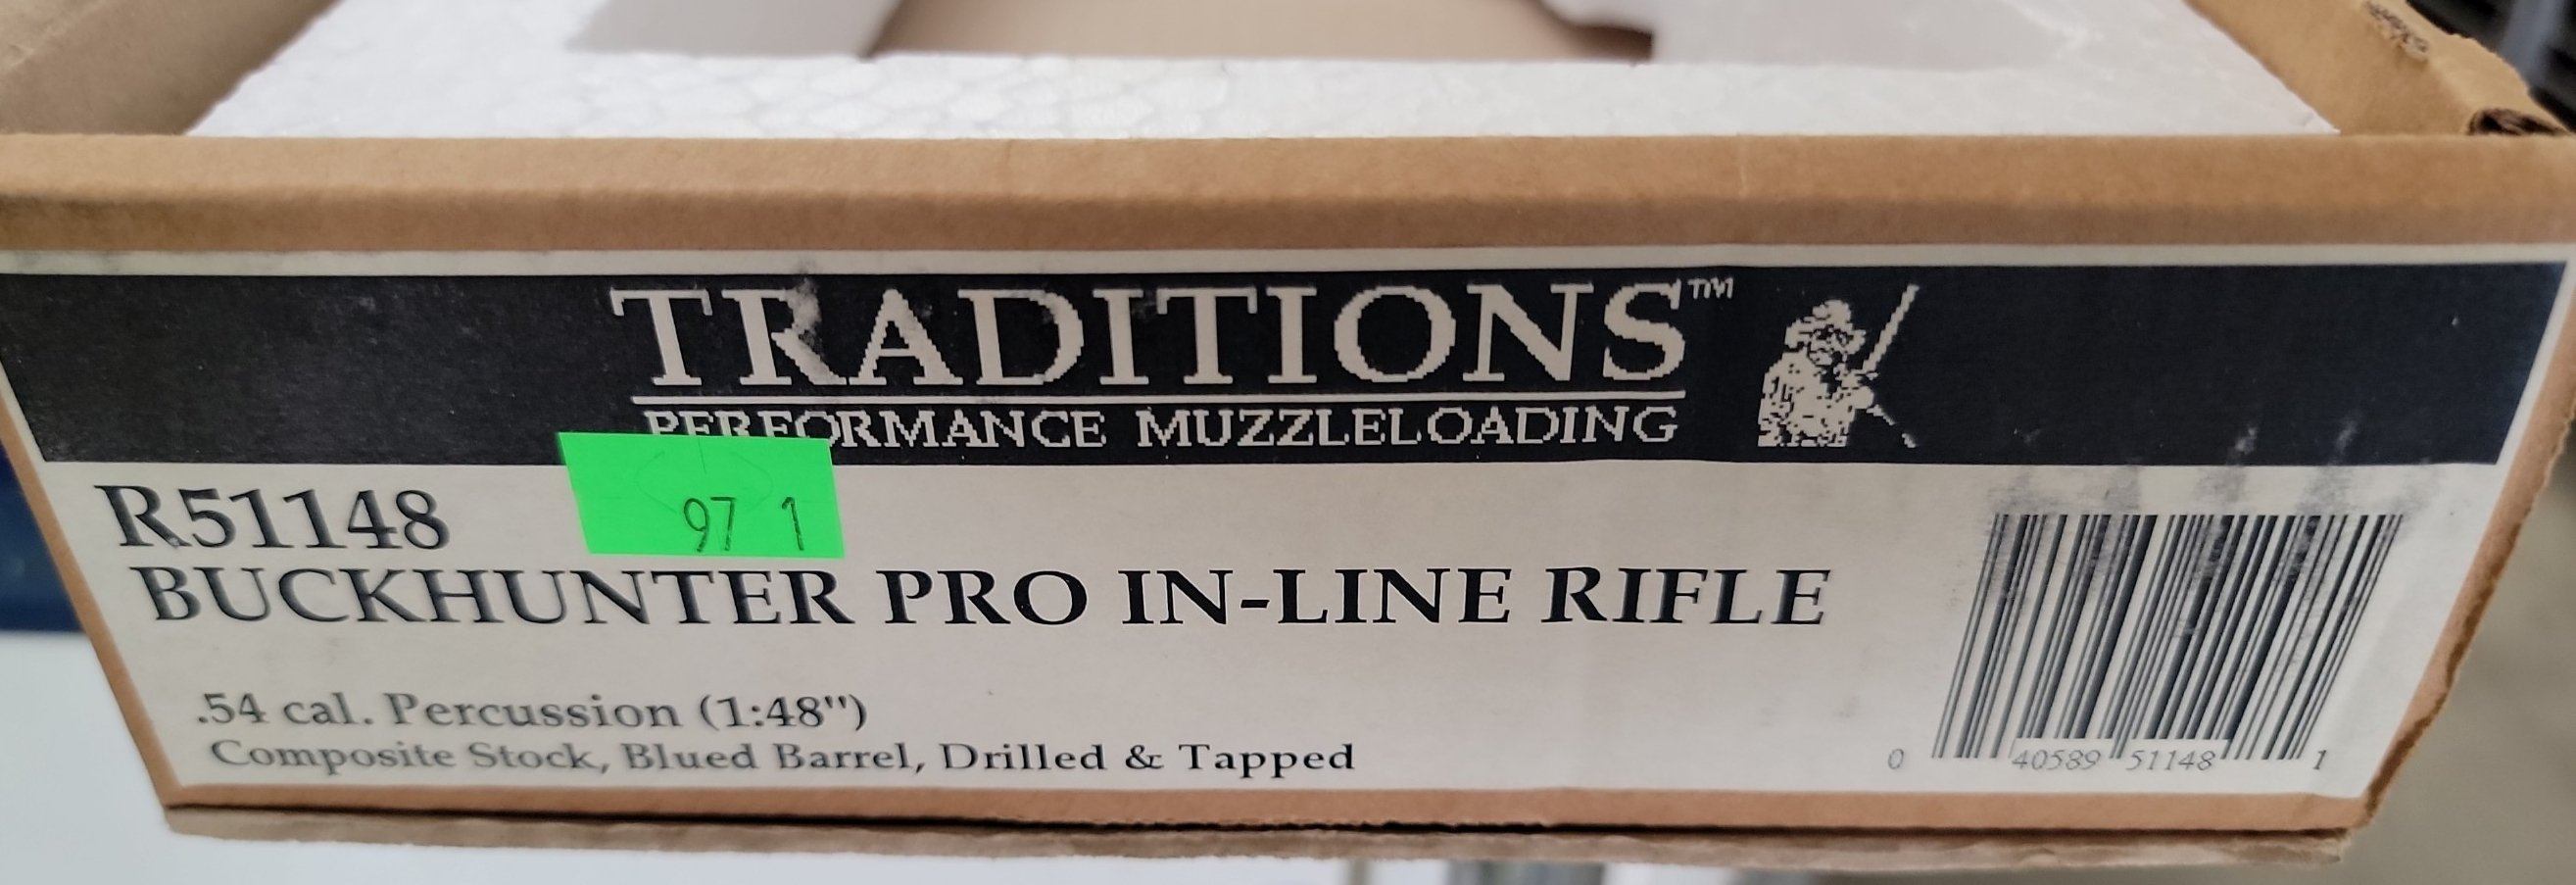 TRADITIONS™
PERFORMANCE MUZZLELOADING
97 1
R51148
BUCKHUNTER PRO IN-LINE RIFLE
.54 cal. Percussion (1:48")
Composite Stock, Blued Barrel, Drilled & Tapped
0 40589 51148 1